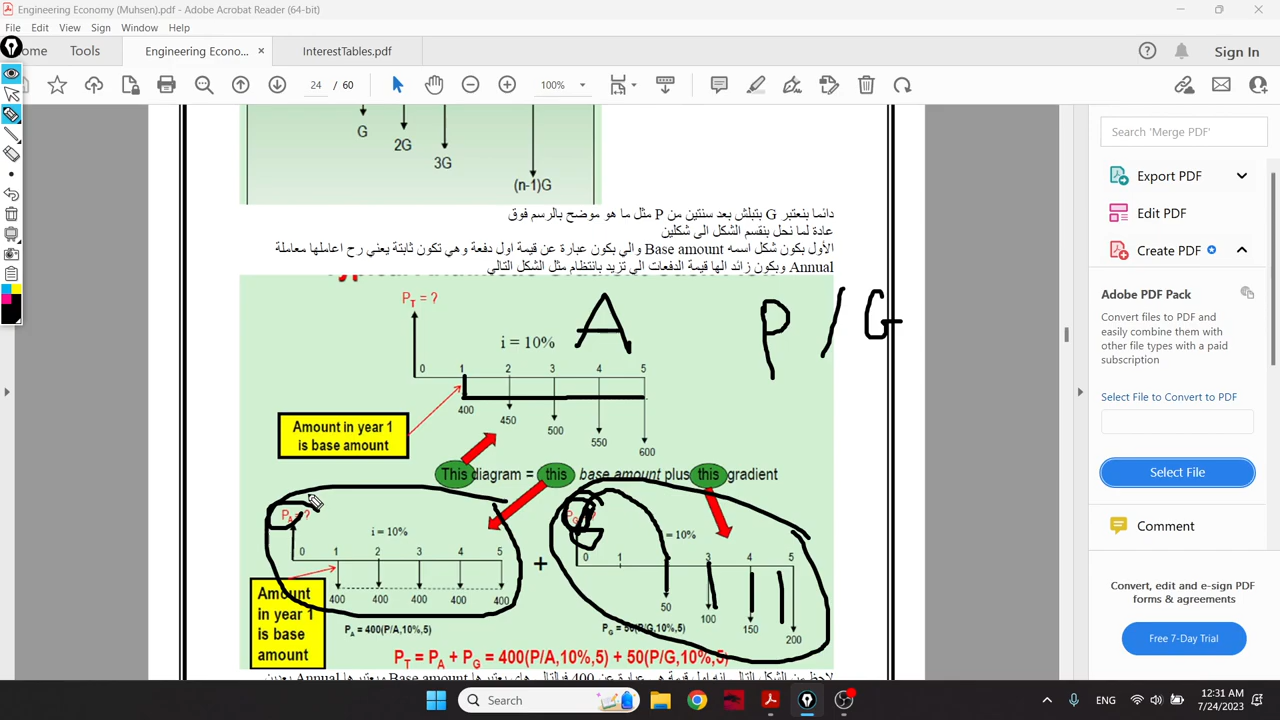 Engineering Economy (Muhsen).pdf - Adobe Acrobat Reader (64-bit)
File Edit View Sign Window Help
ome Tools Engineering Econo... × InterestTables.pdf Sign In
24 / 60 100%
G
2G
3G
(n-1)G
دائما بنعتبر G بتبلش بعد سنتين من P مثل ما هو موضح بالرسم فوق
عادة لما نحل بنقسم الشكل الى شكلين
الأول بكون شكل اسمه Base amount والي بكون عبارة عن قيمة اول دفعة وهي تكون ثابتة يعني رح اعاملها معاملة
Annual وبكون زائد الها قيمة الدفعات الي تزيد بانتظام مثل الشكل التالي
PT = ?
A
P / G
i = 10%
0 1 2 3 4 5
400
450
500
550
600
Amount in year 1
is base amount
This diagram = this base amount plus this gradient
PA = ?
i = 10%
0 1 2 3 4 5
400 400 400 400 400
Amount
in year 1
is base
amount
PA = 400(P/A,10%,5)
+
G
= 10%
0 1 3 4 5
50
100
150
200
PG = 50(P/G,10%,5)
PT = PA + PG = 400(P/A,10%,5) + 50(P/G,10%,5)
Search 'Merge PDF'
Export PDF
Edit PDF
Create PDF
Adobe PDF Pack
Convert files to PDF and
easily combine them with
other file types with a paid
subscription
Select File to Convert to PDF
Select File
Comment
Convert, edit and e-sign PDF
forms & agreements
Free 7-Day Trial
Search
ENG
12:31 AM
7/24/2023